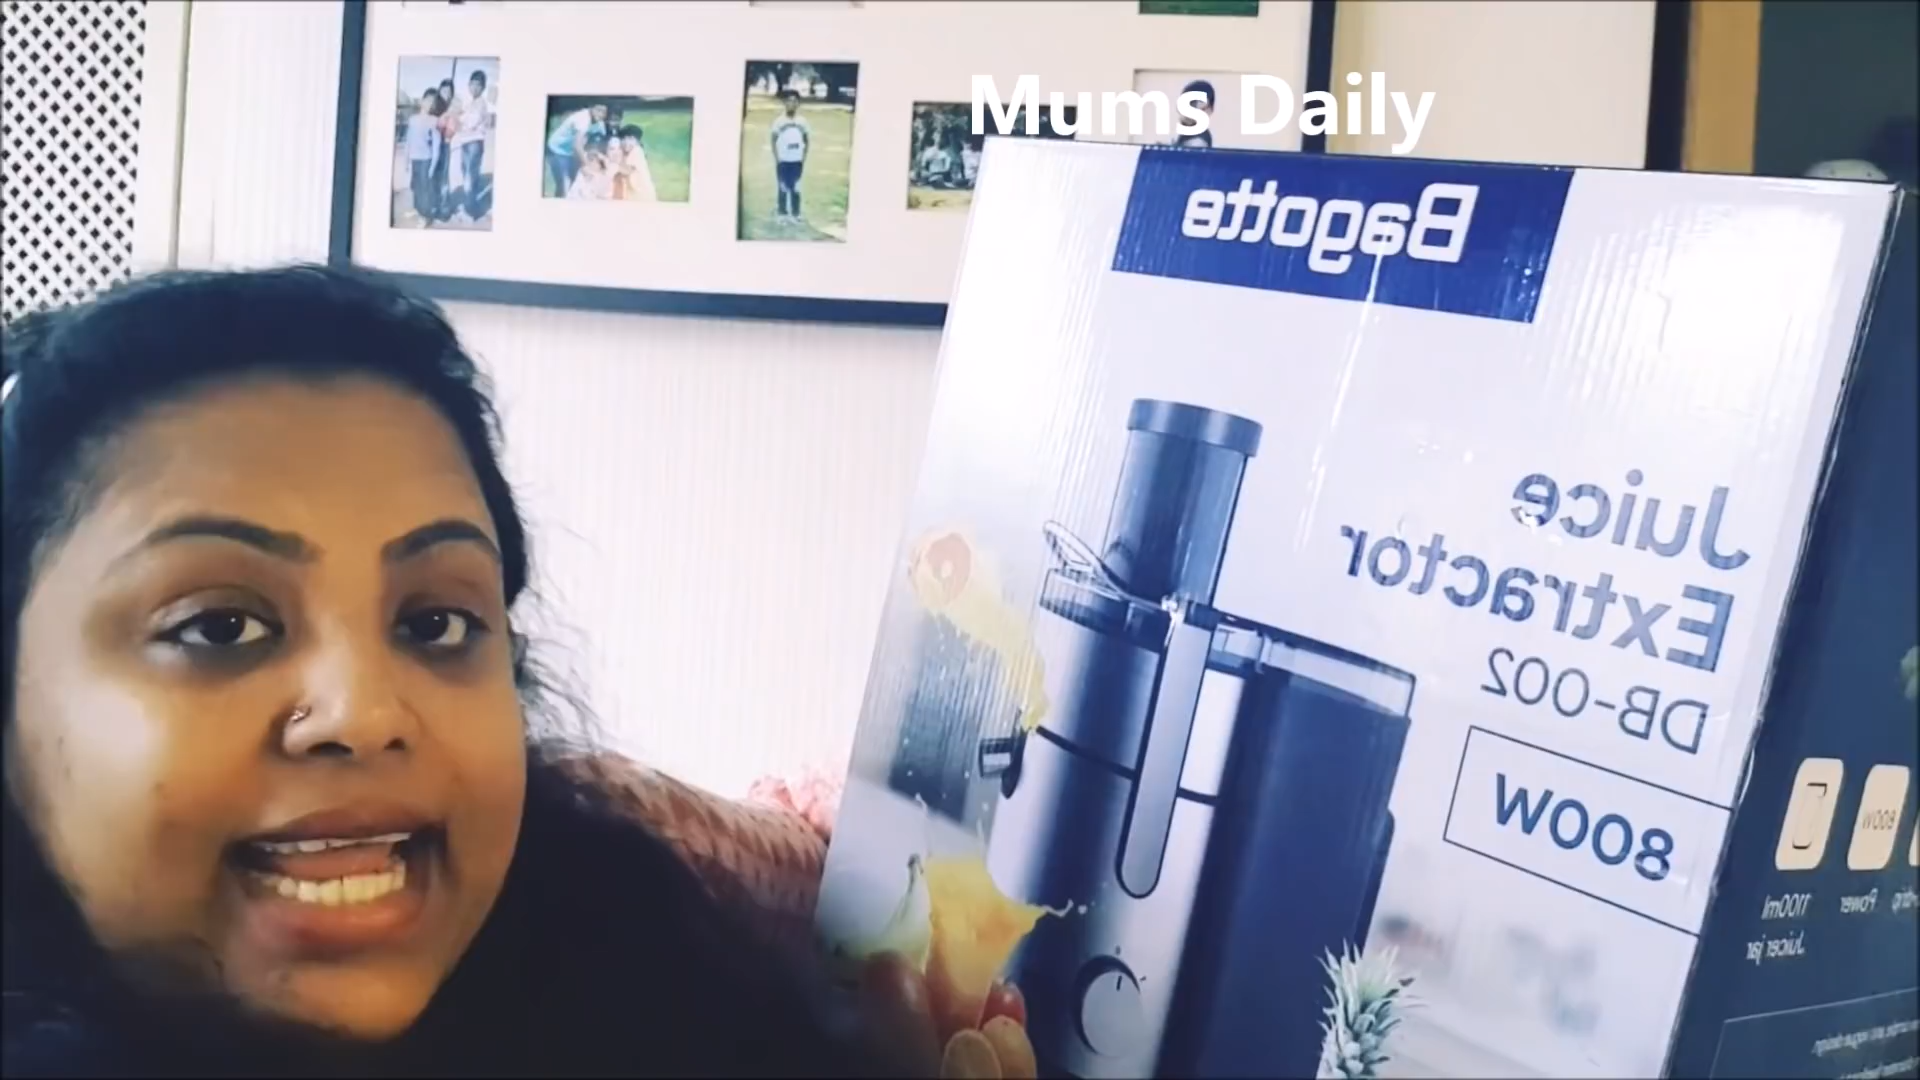 Mums Daily
Bagotte
Juice
Extractor
DB-002
800W
1100ml
Juicer jar
800W
Power